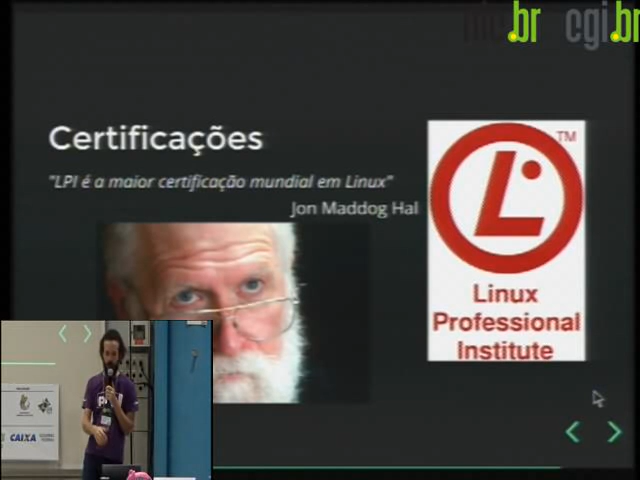 nic.br cgi.br
Certificações
"LPI é a maior certificação mundial em Linux"
Jon Maddog Hal
TM
Linux
Professional
Institute
CAIXA